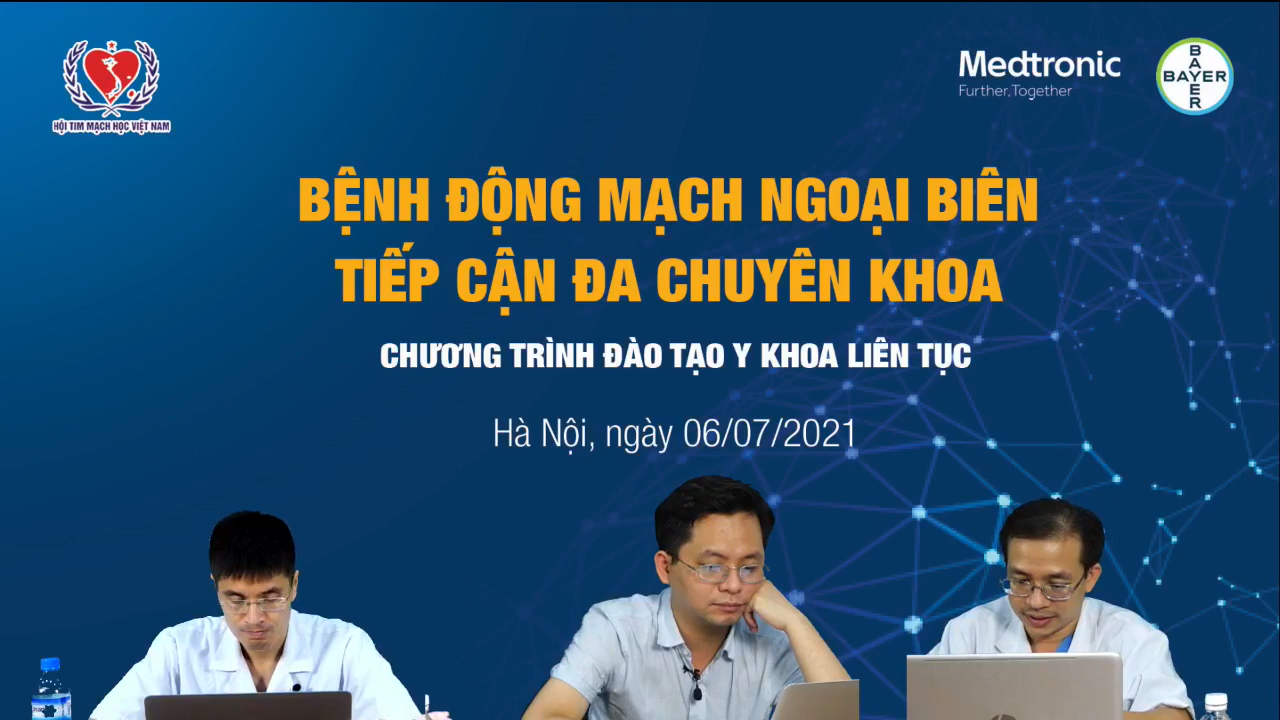 HỘI TIM MẠCH HỌC VIỆT NAM
Medtronic
Further, Together
BAYER
BAYER
BỆNH ĐỘNG MẠCH NGOẠI BIÊN
TIẾP CẬN ĐA CHUYÊN KHOA
CHƯƠNG TRÌNH ĐÀO TẠO Y KHOA LIÊN TỤC
Hà Nội, ngày 06/07/2021